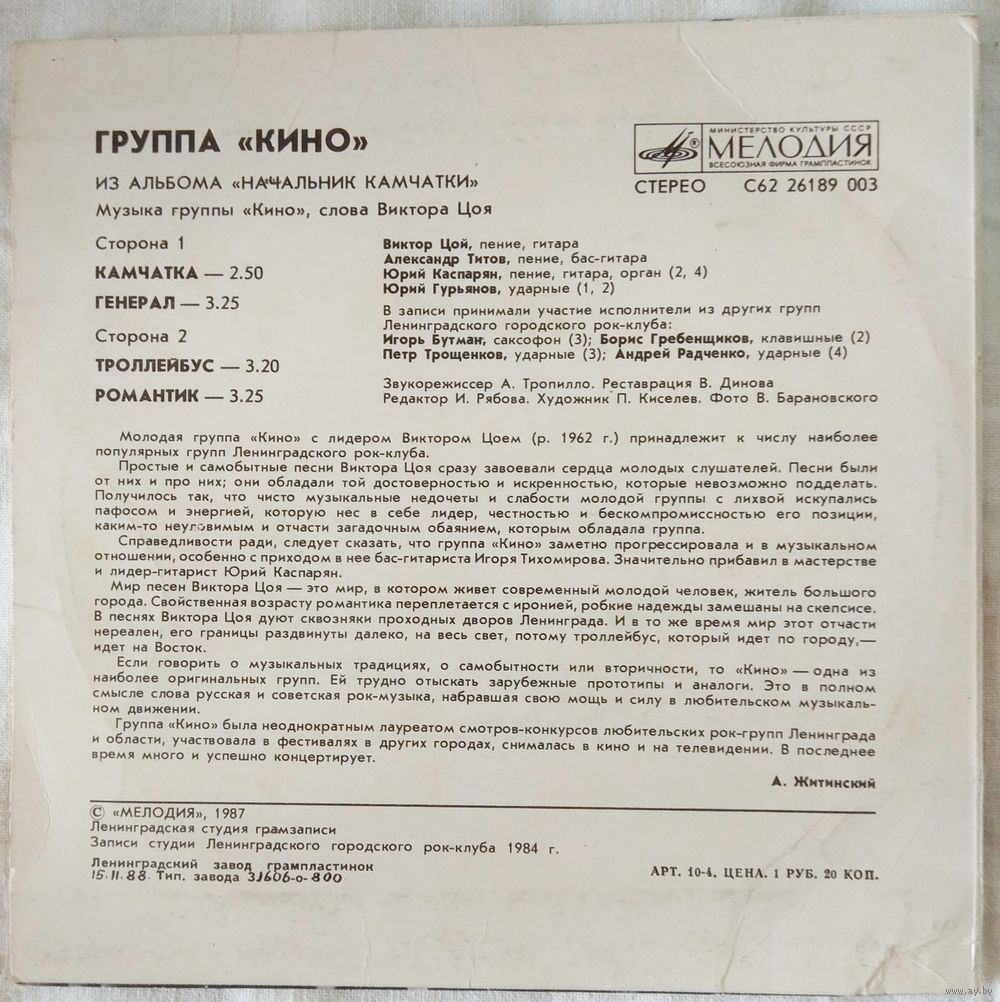 ГРУППА «КИНО»
ИЗ АЛЬБОМА «НАЧАЛЬНИК КАМЧАТКИ»
Музыка группы «Кино», слова Виктора Цоя
МИНИСТЕРСТВО КУЛЬТУРЫ СССР
МЕЛОДИЯ
ВСЕСОЮЗНАЯ ФИРМА ГРАМПЛАСТИНОК
СТЕРЕО С62 26189 003
Сторона 1
КАМЧАТКА — 2.50
ГЕНЕРАЛ — 3.25
Сторона 2
ТРОЛЛЕЙБУС — 3.20
РОМАНТИК — 3.25
Виктор Цой, пение, гитара
Александр Титов, пение, бас-гитара
Юрий Каспарян, пение, гитара, орган (2, 4)
Юрий Гурьянов, ударные (1, 2)
В записи принимали участие исполнители из других групп
Ленинградского городского рок-клуба:
Игорь Бутман, саксофон (3); Борис Гребенщиков, клавишные (2)
Петр Трощенков, ударные (3); Андрей Радченко, ударные (4)
Звукорежиссер А. Тропилло. Реставрация В. Динова
Редактор И. Рябова. Художник П. Киселев. Фото В. Барановского
Молодая группа «Кино» с лидером Виктором Цоем (р. 1962 г.) принадлежит к числу наиболее
популярных групп Ленинградского рок-клуба.
Простые и самобытные песни Виктора Цоя сразу завоевали сердца молодых слушателей. Песни были
от них и про них; они обладали той достоверностью и искренностью, которые невозможно подделать.
Получилось так, что чисто музыкальные недочеты и слабости молодой группы с лихвой искупались
пафосом и энергией, которую нес в себе лидер, честностью и бескомпромиссностью его позиции,
каким-то неуловимым и отчасти загадочным обаянием, которым обладала группа.
Справедливости ради, следует сказать, что группа «Кино» заметно прогрессировала и в музыкальном
отношении, особенно с приходом в нее бас-гитариста Игоря Тихомирова. Значительно прибавил в мастерстве
и лидер-гитарист Юрий Каспарян.
Мир песен Виктора Цоя — это мир, в котором живет современный молодой человек, житель большого
города. Свойственная возрасту романтика переплетается с иронией, робкие надежды замешаны на скепсисе.
В песнях Виктора Цоя дуют сквозняки проходных дворов Ленинграда. И в то же время мир этот отчасти
нереален, его границы раздвинуты далеко, на весь свет, потому троллейбус, который идет по городу,—
идет на Восток.
Если говорить о музыкальных традициях, о самобытности или вторичности, то «Кино» — одна из
наиболее оригинальных групп. Ей трудно отыскать зарубежные прототипы и аналоги. Это в полном
смысле слова русская и советская рок-музыка, набравшая свою мощь и силу в любительском музыкаль-
ном движении.
Группа «Кино» была неоднократным лауреатом смотров-конкурсов любительских рок-групп Ленинграда
и области, участвовала в фестивалях в других городах, снималась в кино и на телевидении. В последнее
время много и успешно концертирует.
А. Житинский
© «МЕЛОДИЯ», 1987
Ленинградская студия грамзаписи
Записи студии Ленинградского городского рок-клуба 1984 г.
Ленинградский завод грампластинок
15.11.88. Тип. завода З1606-о-800
АРТ. 10-4. ЦЕНА. 1 РУБ. 20 КОП.
www.ay.by